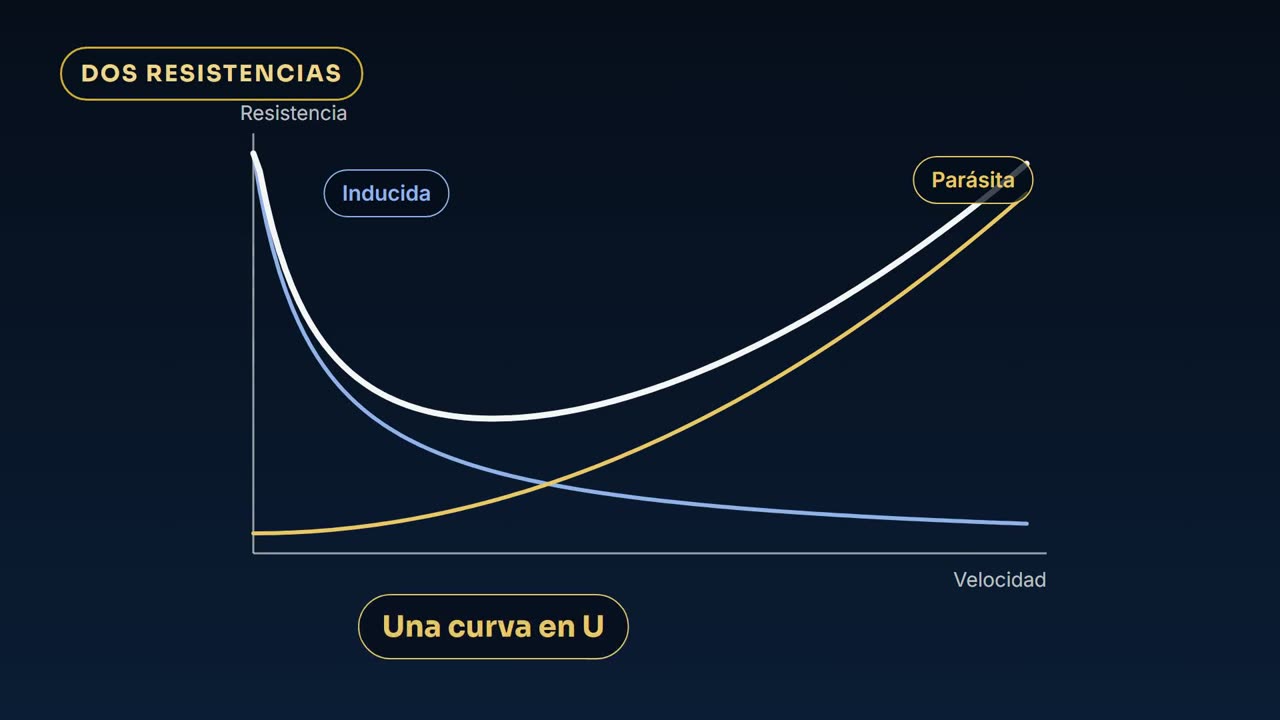 DOS RESISTENCIAS
Resistencia
Inducida
Parásita
Velocidad
Una curva en U